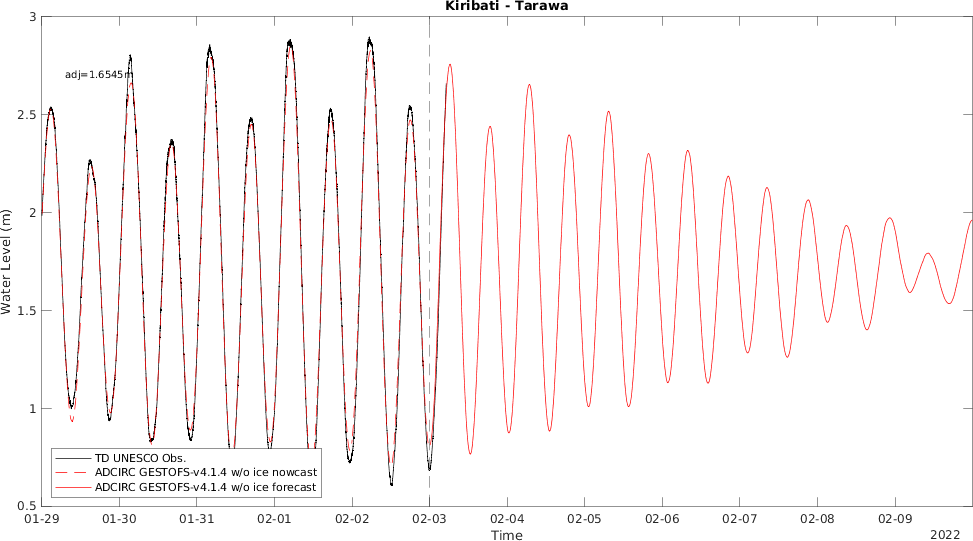 Kiribati - Tarawa
3
adj=1.6545m
2.5
2
Water Level (m)
1.5
1
TD UNESCO Obs.
ADCIRC GESTOFS-v4.1.4 w/o ice nowcast
ADCIRC GESTOFS-v4.1.4 w/o ice forecast
0.5
01-29 01-30 01-31 02-01 02-02 02-03 02-04 02-05 02-06 02-07 02-08 02-09
Time
2022